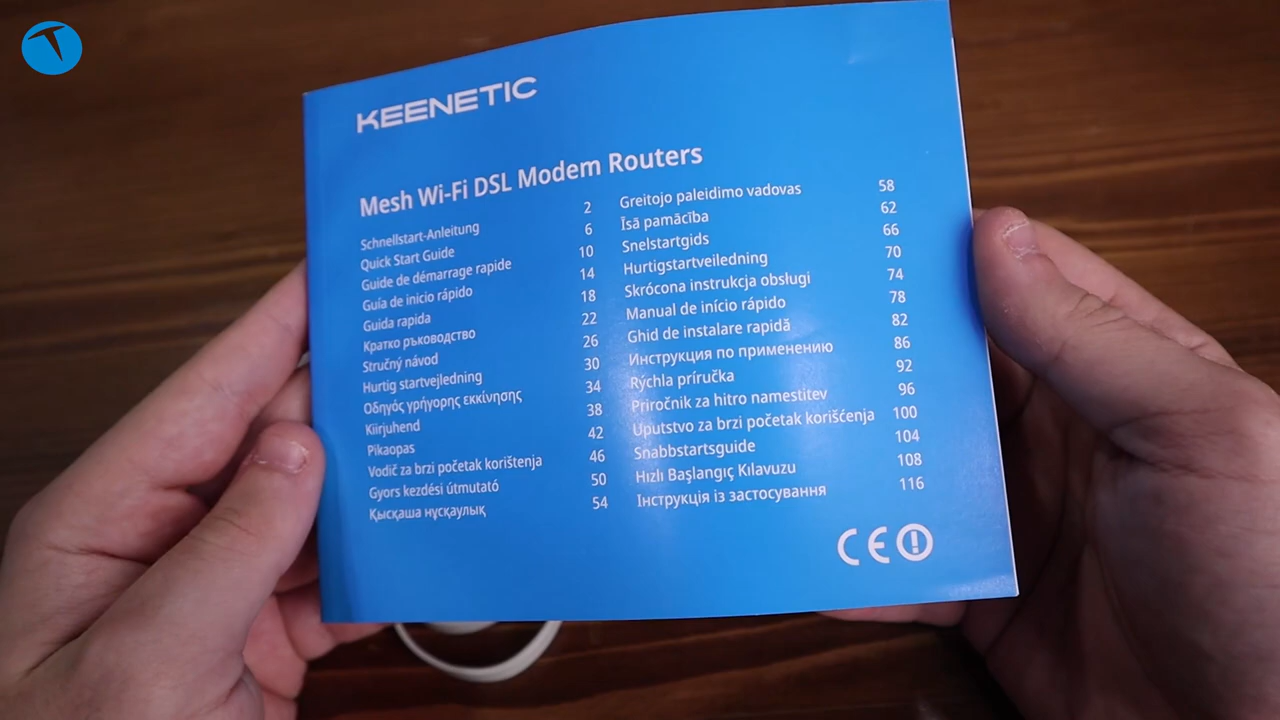 KEENETIC
Mesh Wi-Fi DSL Modem Routers
Schnellstart-Anleitung 2
Quick Start Guide 6
Guide de démarrage rapide 10
Guía de inicio rápido 14
Guida rapida 18
Кратко ръководство 22
Stručný návod 26
Hurtig startvejledning 30
Οδηγός γρήγορης εκκίνησης 34
Kiirjuhend 38
Pikaopas 42
Vodič za brzi početak korištenja 46
Gyors kezdési útmutató 50
Қысқаша нұсқаулық 54
Greitojo paleidimo vadovas 58
Īsā pamācība 62
Snelstartgids 66
Hurtigstartveiledning 70
Skrócona instrukcja obsługi 74
Manual de início rápido 78
Ghid de instalare rapidă 82
Инструкция по применению 86
Rýchla príručka 92
Priročnik za hitro namestitev 96
Uputstvo za brzi početak korišćenja 100
Snabbstartsguide 104
Hızlı Başlangıç Kılavuzu 108
Інструкція із застосування 116
CE